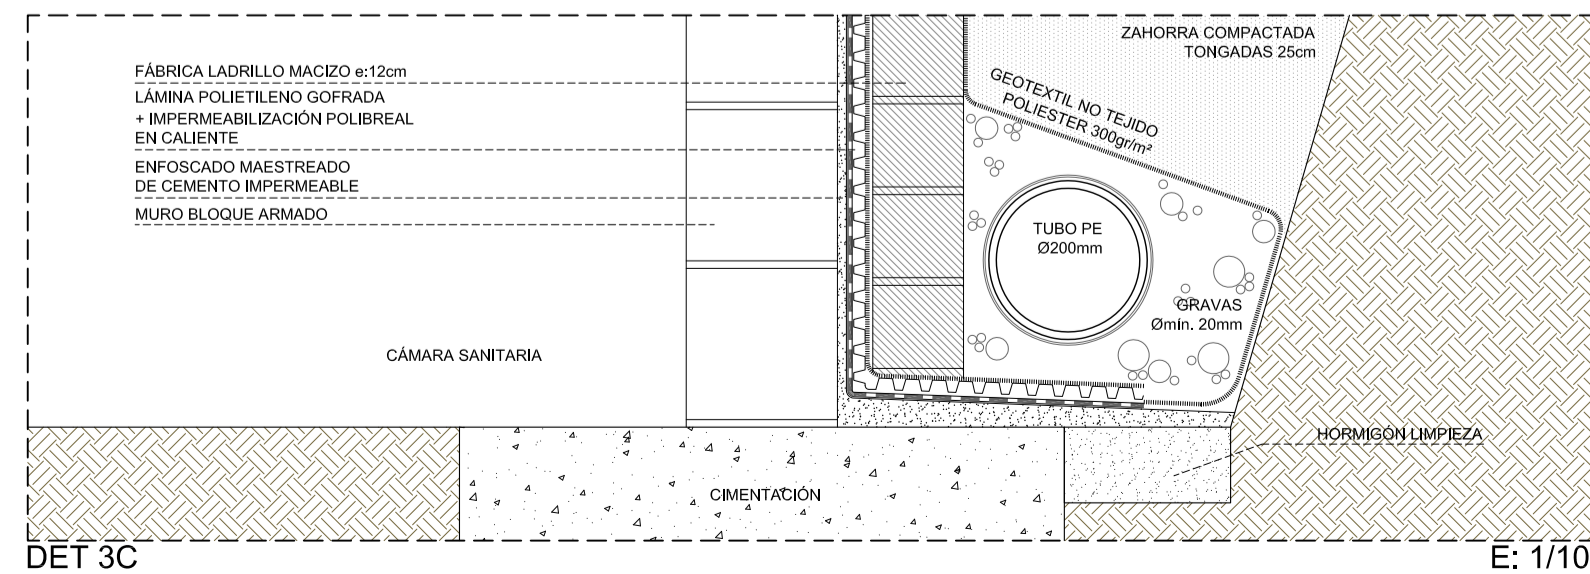 ZAHORRA COMPACTADA
TONGADAS 25cm
FÁBRICA LADRILLO MACIZO e:12cm
LÁMINA POLIETILENO GOFRADA
+ IMPERMEABILIZACIÓN POLIBREAL
EN CALIENTE
ENFOSCADO MAESTREADO
DE CEMENTO IMPERMEABLE
MURO BLOQUE ARMADO
GEOTEXTIL NO TEJIDO
POLIESTER 300gr/m²
TUBO PE
Ø200mm
GRAVAS
Ømín. 20mm
CÁMARA SANITARIA
HORMIGÓN LIMPIEZA
CIMENTACIÓN
DET 3C
E: 1/10